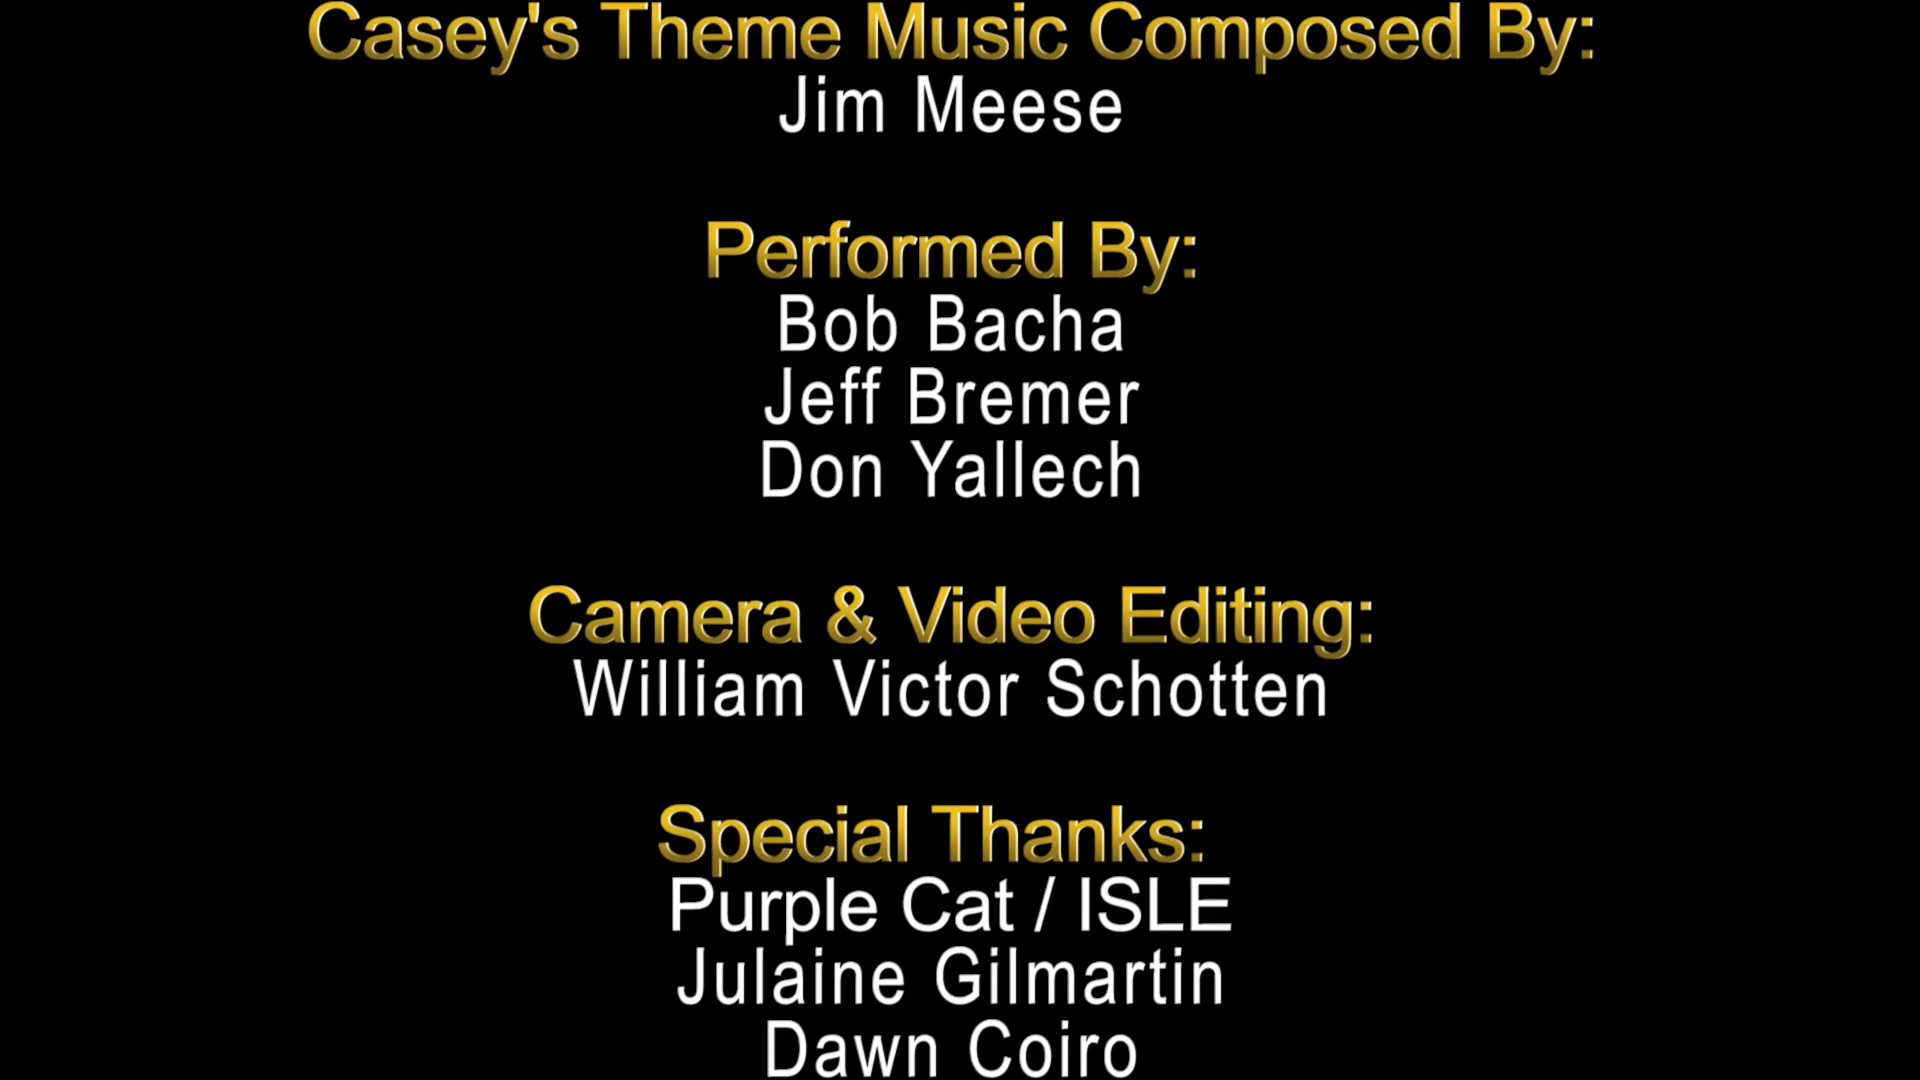 Casey's Theme Music Composed By:
Jim Meese
Performed By:
Bob Bacha
Jeff Bremer
Don Yallech
Camera & Video Editing:
William Victor Schotten
Special Thanks:
Purple Cat / ISLE
Julaine Gilmartin
Dawn Coiro